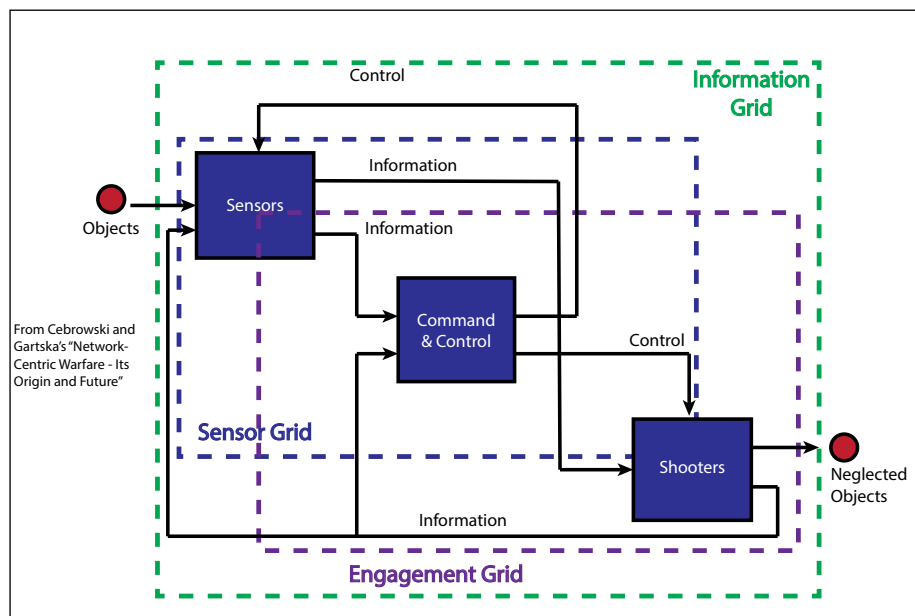 Control
Information
Grid
Information
Sensors
Objects
Information
From Cebrowski and
Gartska's "Network-
Centric Warfare - Its
Origin and Future"
Command
& Control
Control
Sensor Grid
Shooters
Neglected
Objects
Information
Engagement Grid